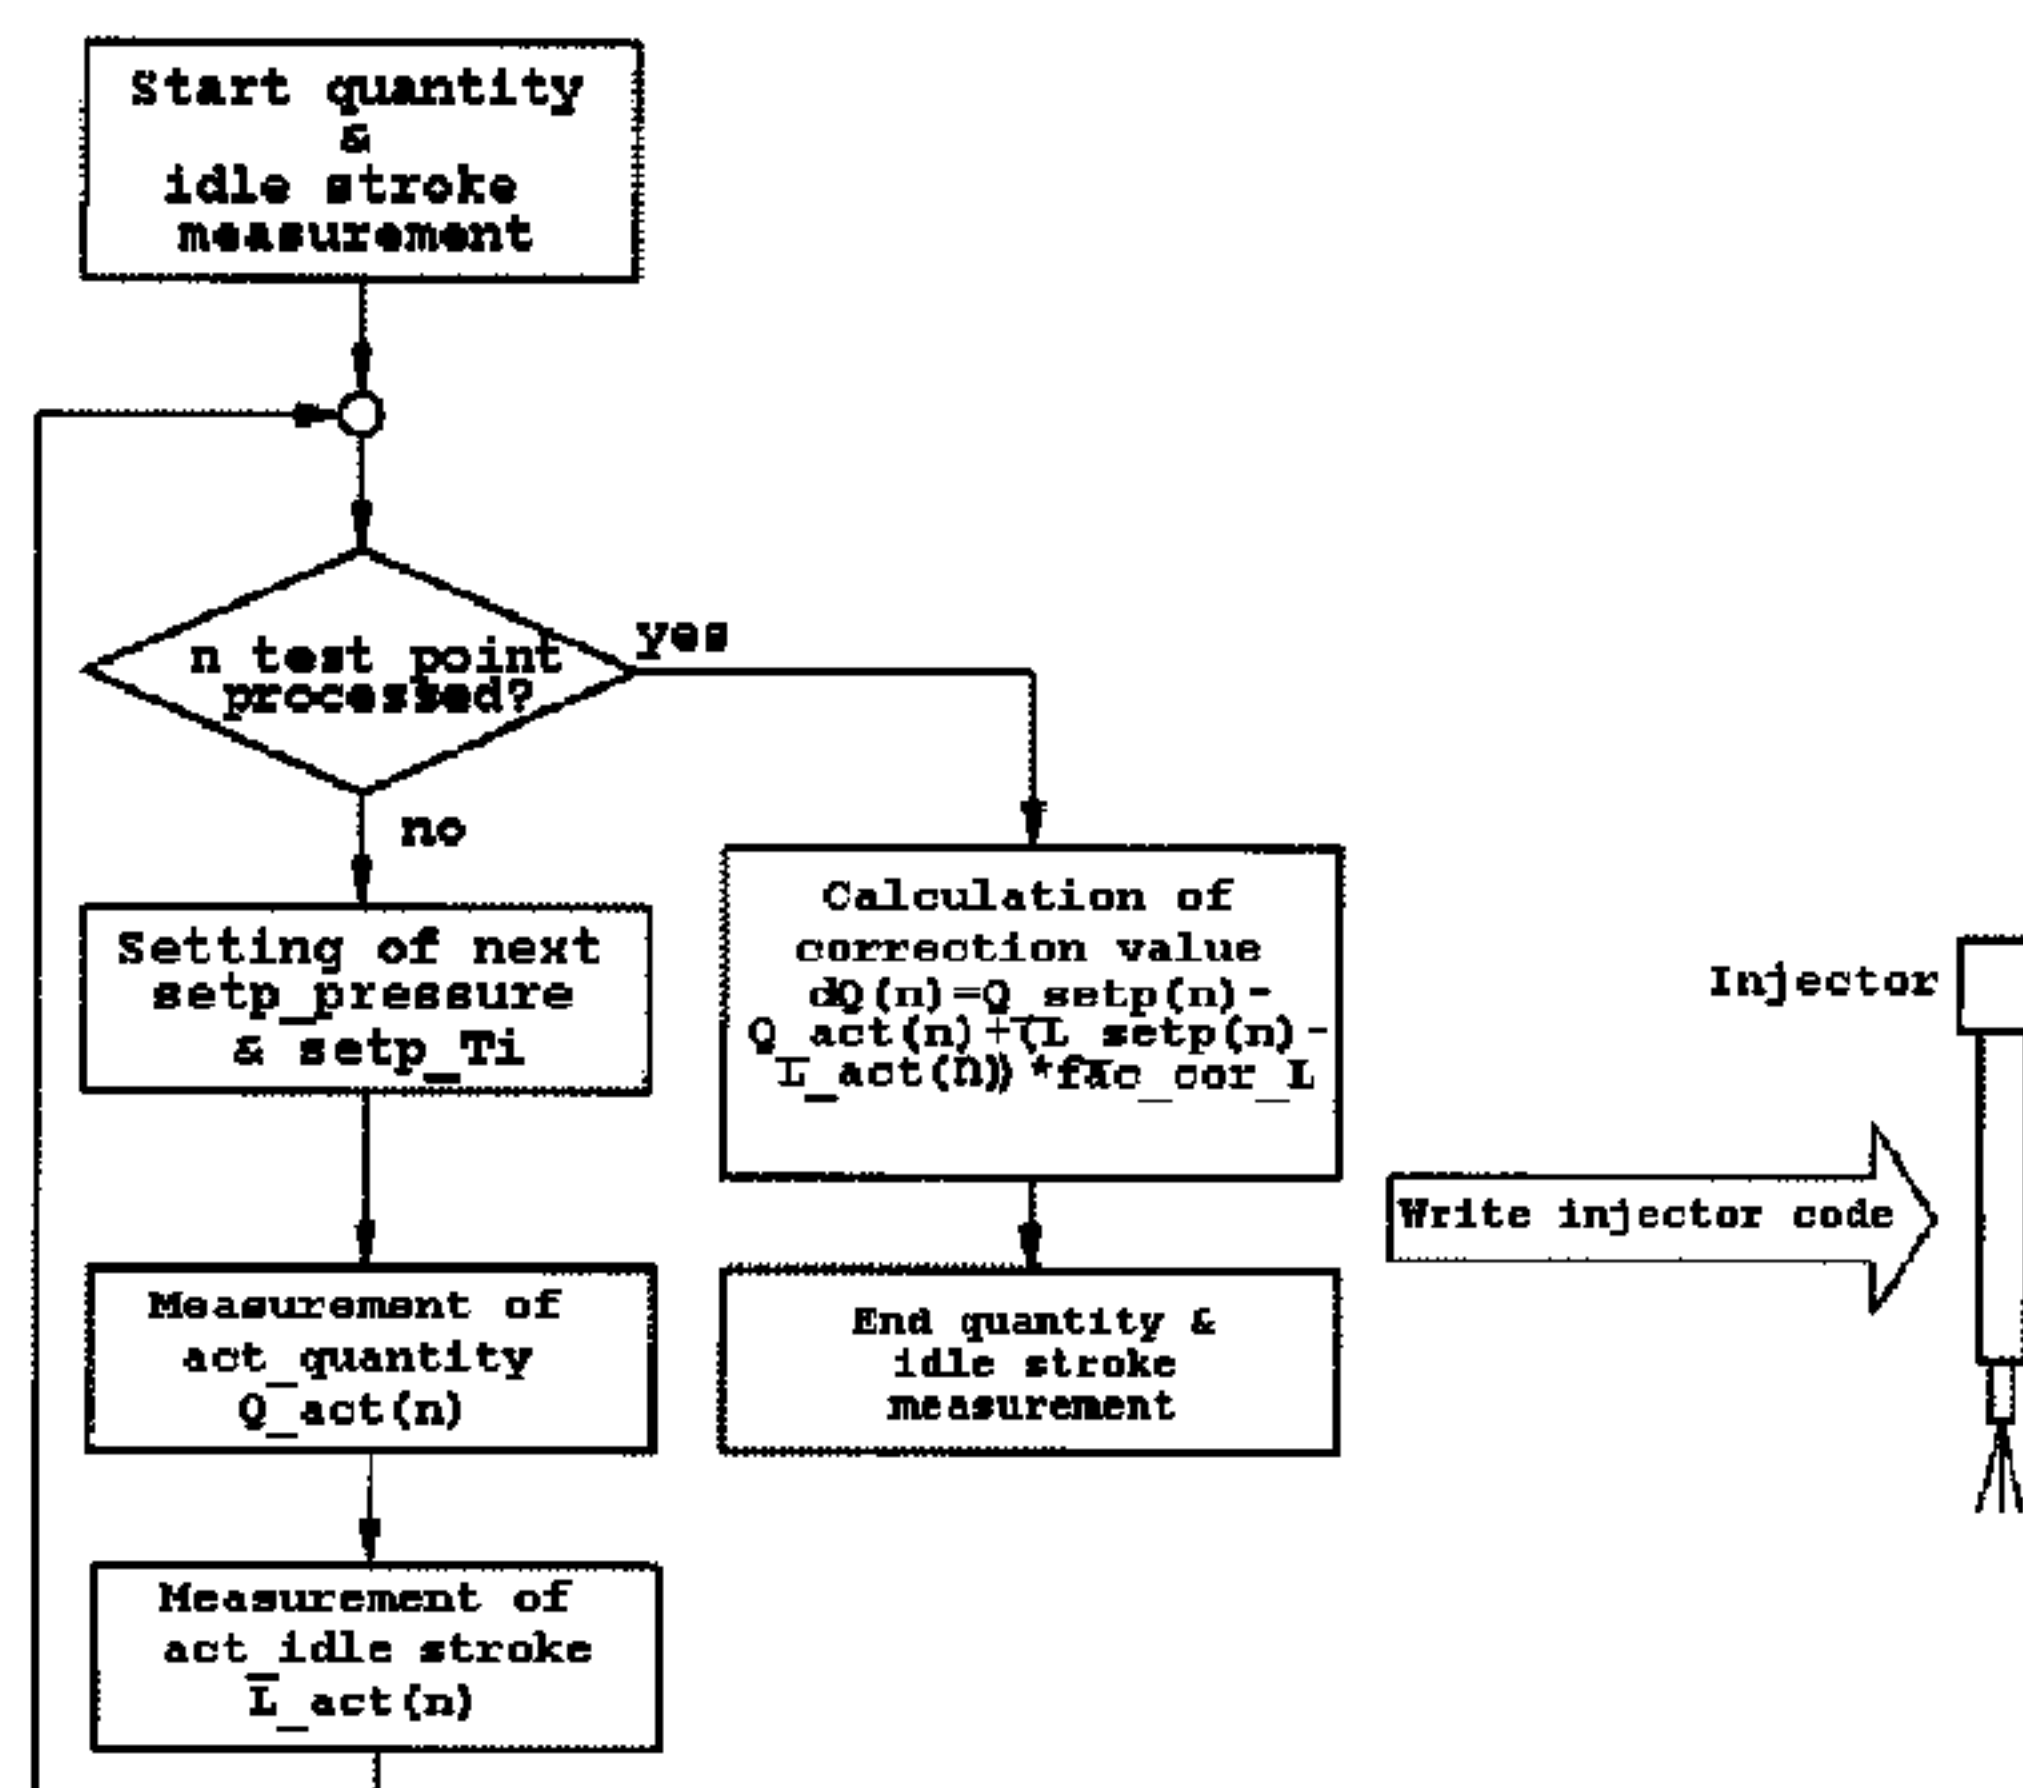 Start quantity
&
idle stroke
measurement
n test point
processed?
yes
no
Setting of next
setp_pressure
& setp_Ti
Measurement of
act_quantity
Q_act(n)
Measurement of
act_idle stroke
L_act(n)
Calculation of
correction value
dQ(n)=Q_setp(n)-
Q_act(n)+(L_setp(n)-
L_act(n))*fac_cor_L
End quantity &
idle stroke
measurement
Write injector code
Injector